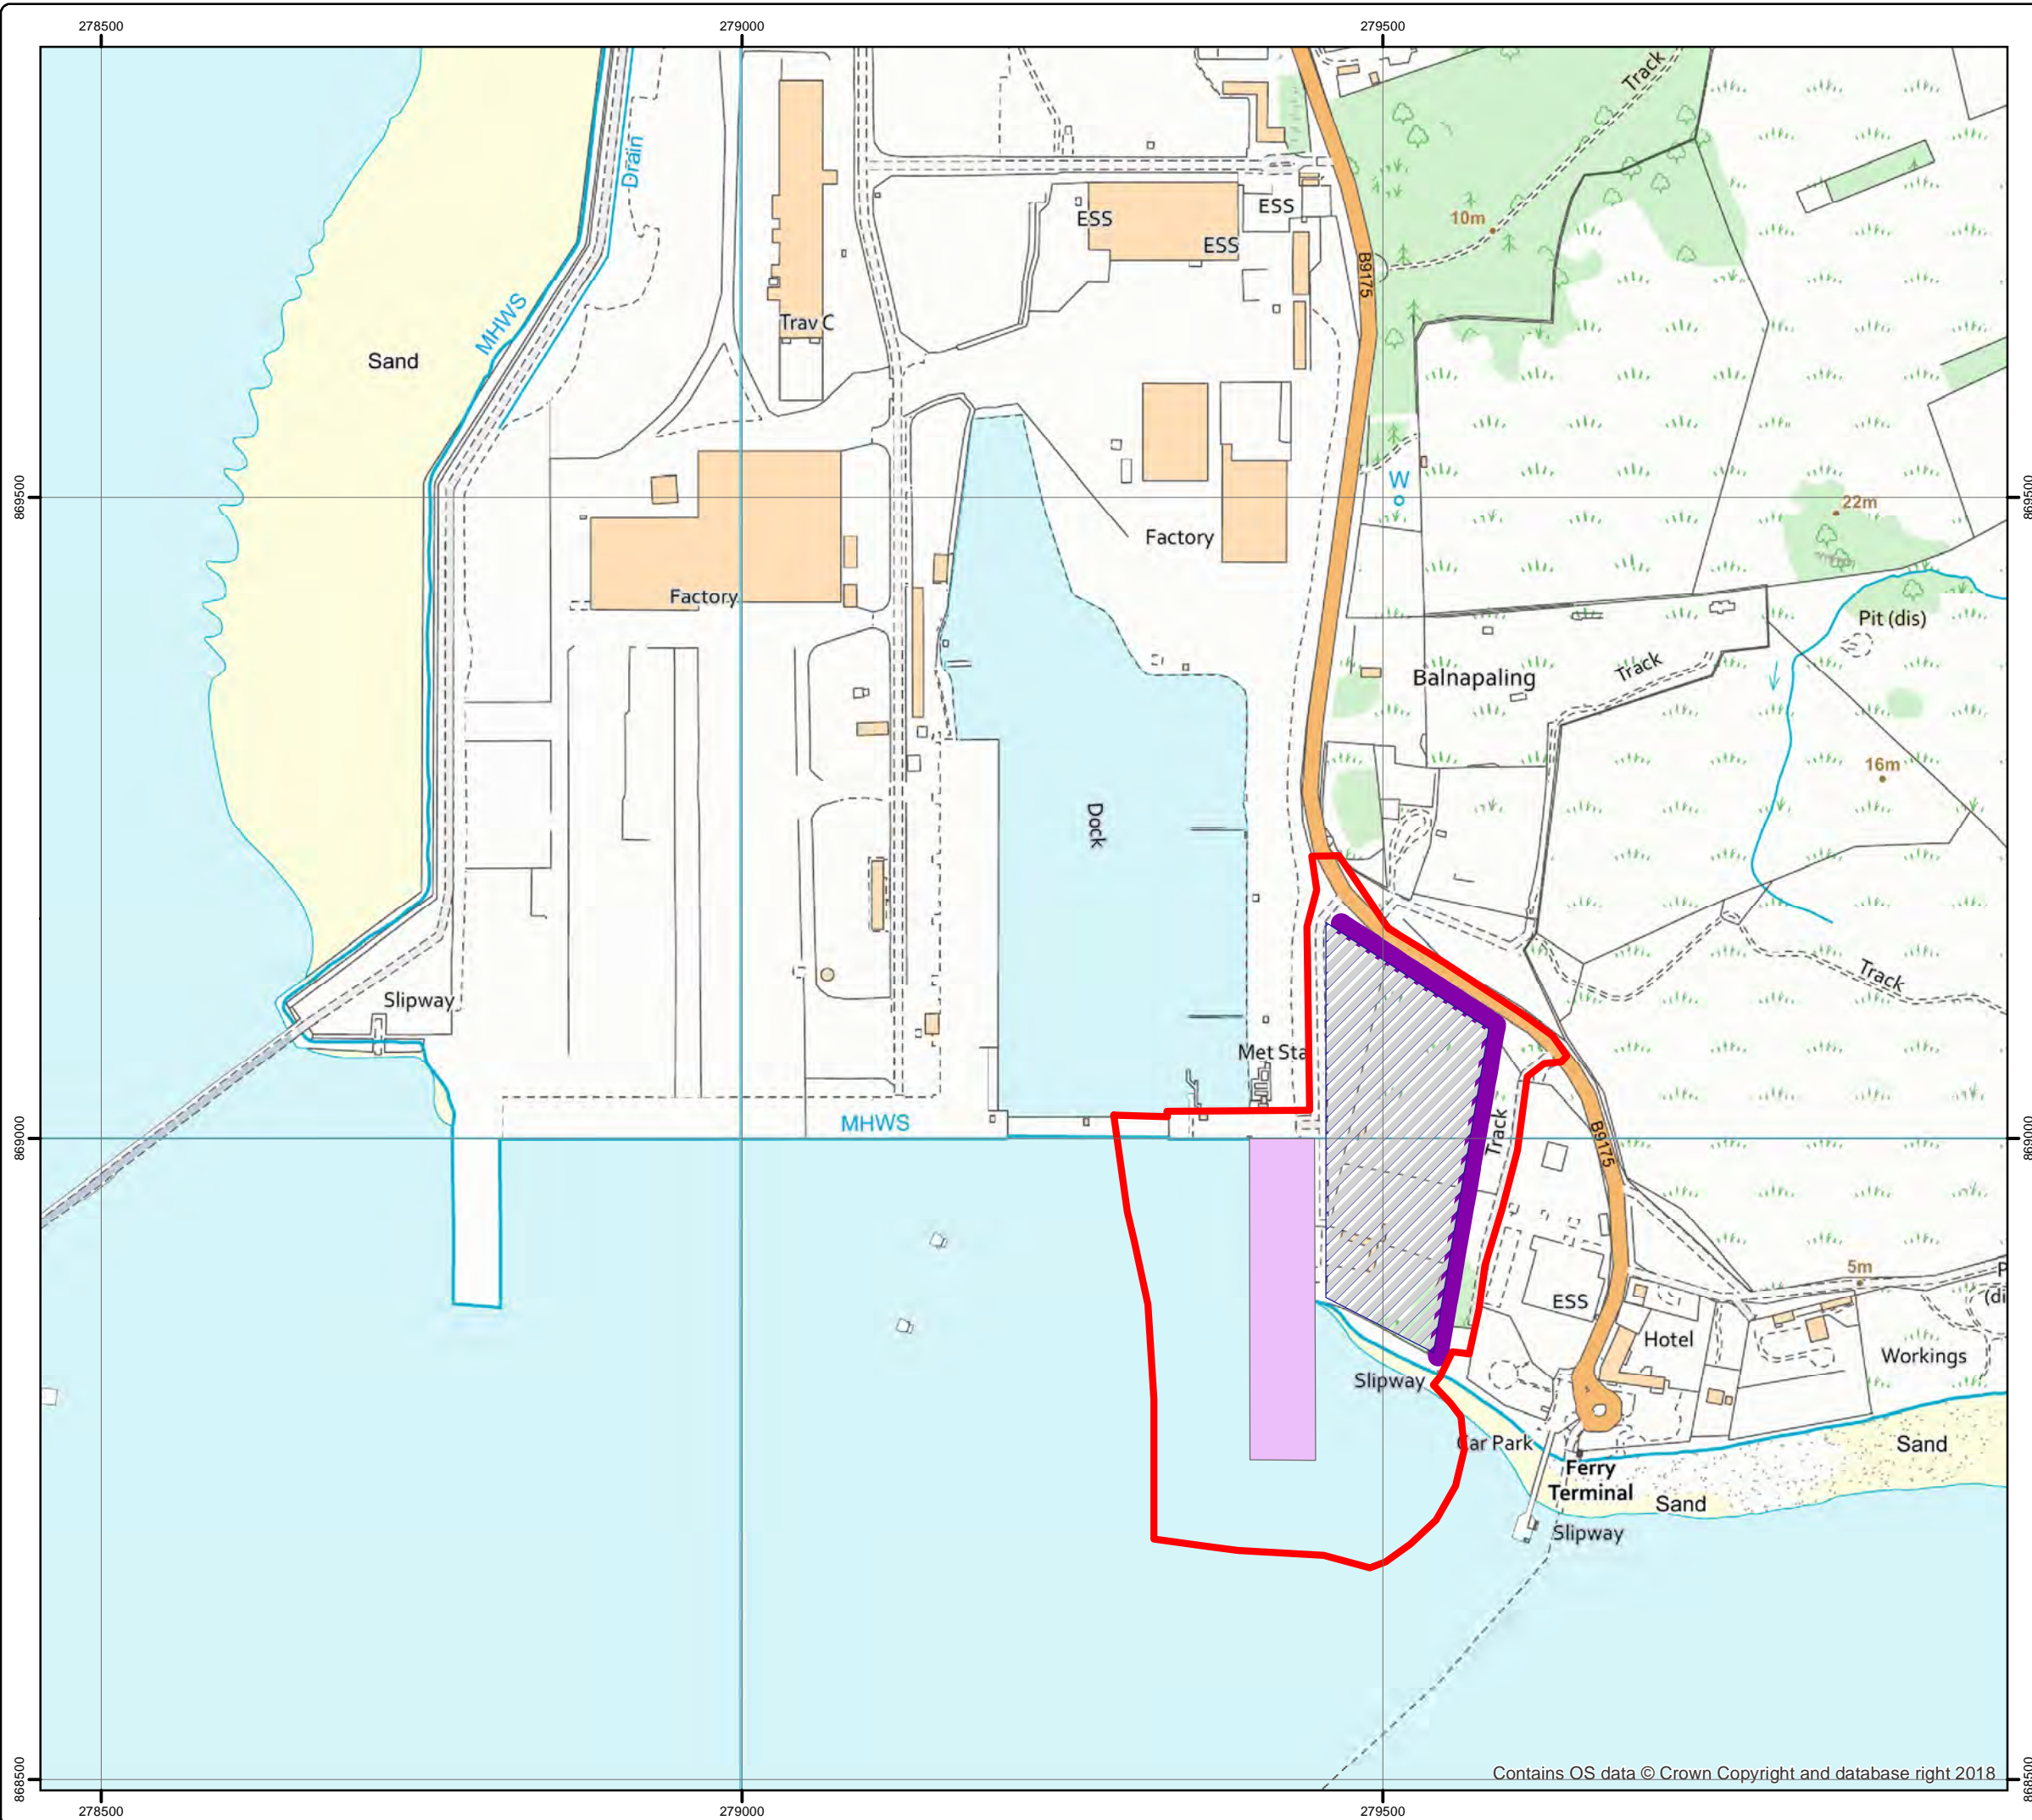 278500
279000
279500
Track
Drain
ESS
ESS
ESS
10m
B9175
MHWS
Trav C
Sand
869500
W
869500
22m
Factory
Factory
Pit (dis)
Balnapaling
Track
16m
Dock
Track
Slipway
Met Sta
869000
MHWS
Track
B9175
869000
5m
ESS
Hotel
Workings
Slipway
Car Park
Sand
Ferry
Terminal
Sand
Slipway
868500
Contains OS data © Crown Copyright and database right 2018
868500
278500
279000
279500